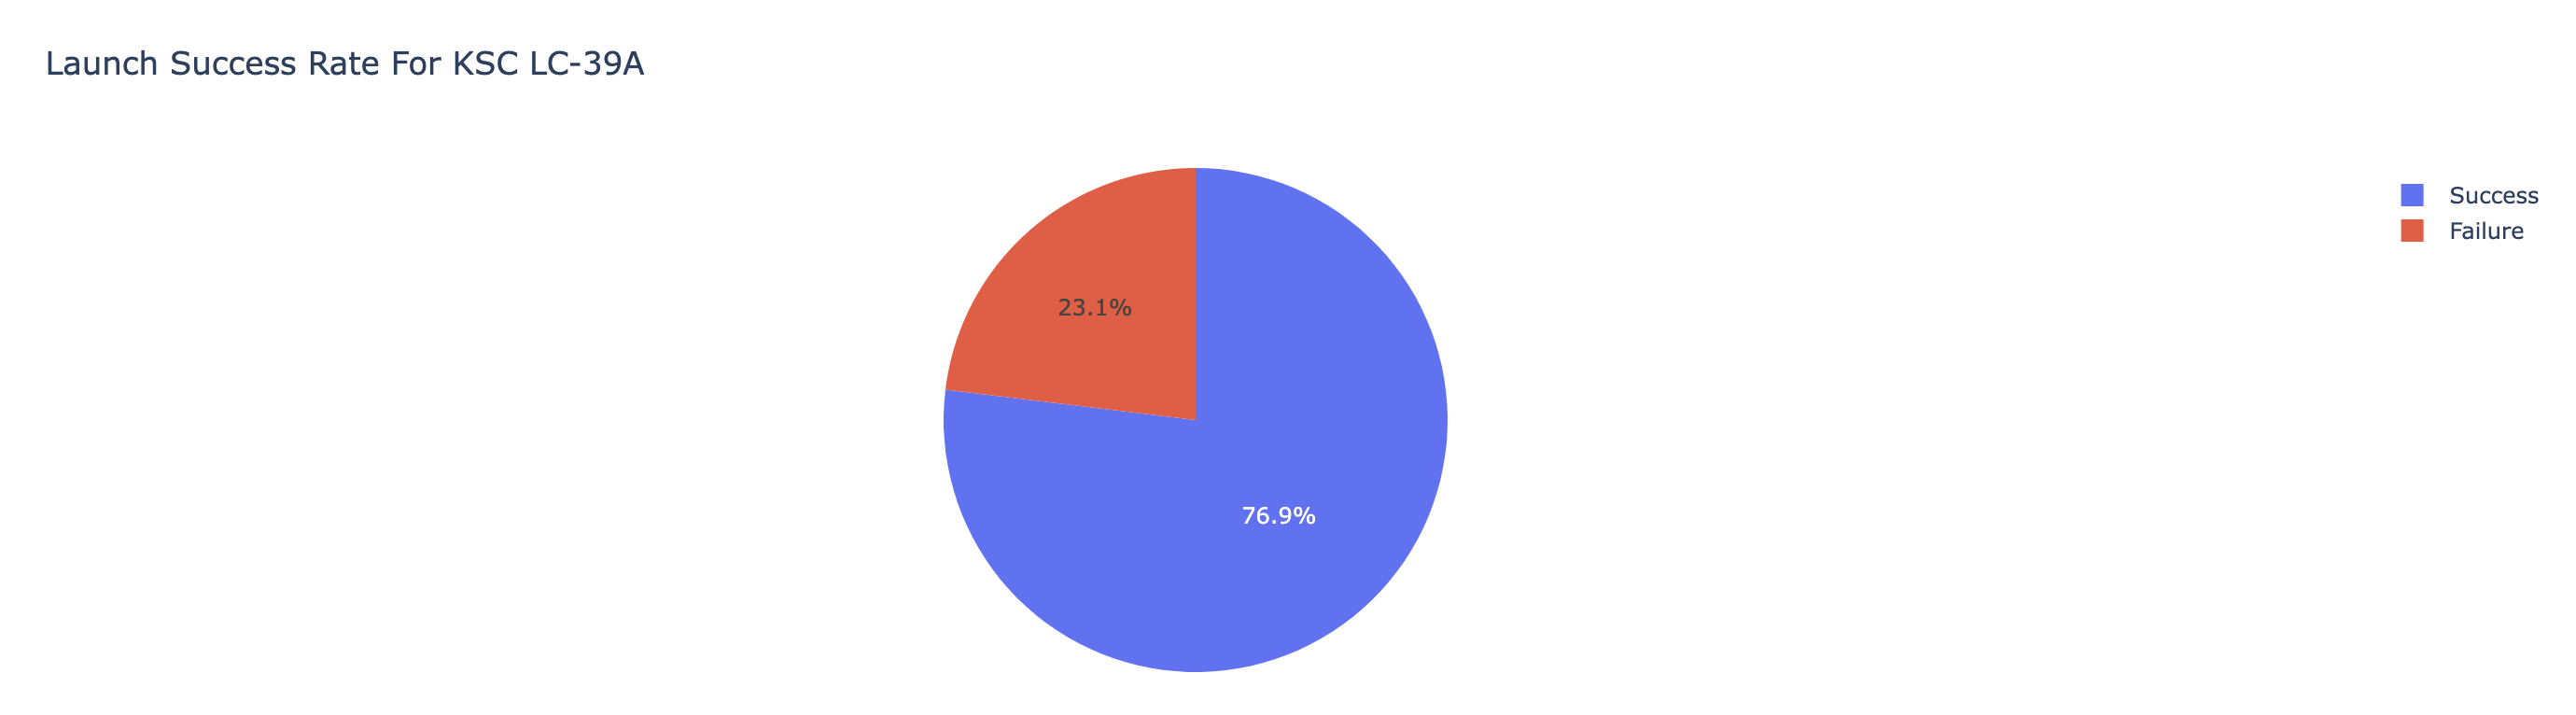 Launch Success Rate For KSC LC-39A
Success
Failure
23.1%
76.9%